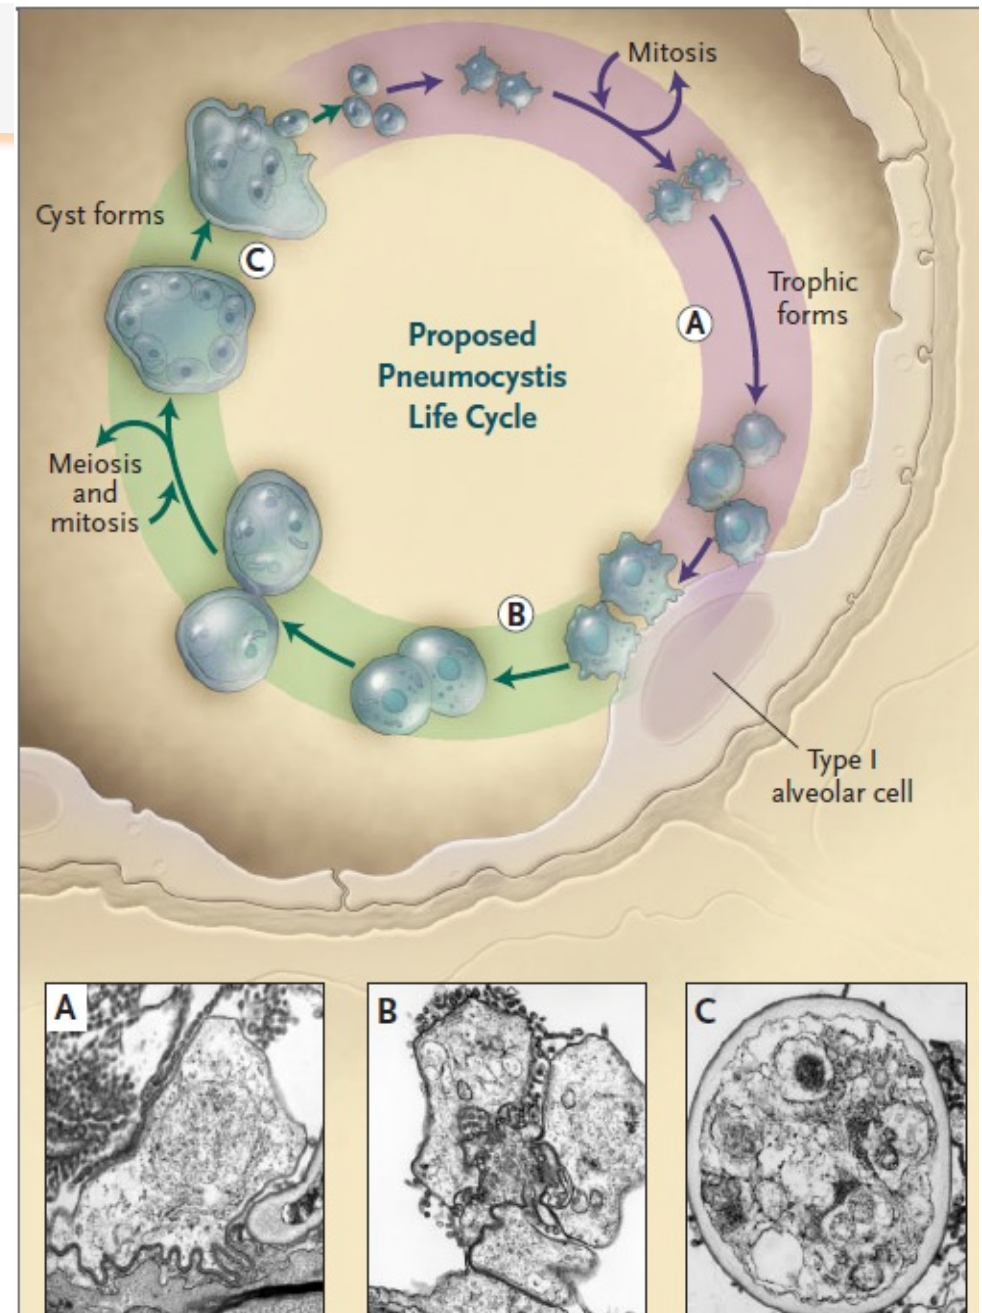 Mitosis
Cyst forms
C
Trophic
forms
A
Proposed
Pneumocystis
Life Cycle
Meiosis
and
mitosis
B
Type I
alveolar cell
A
B
C